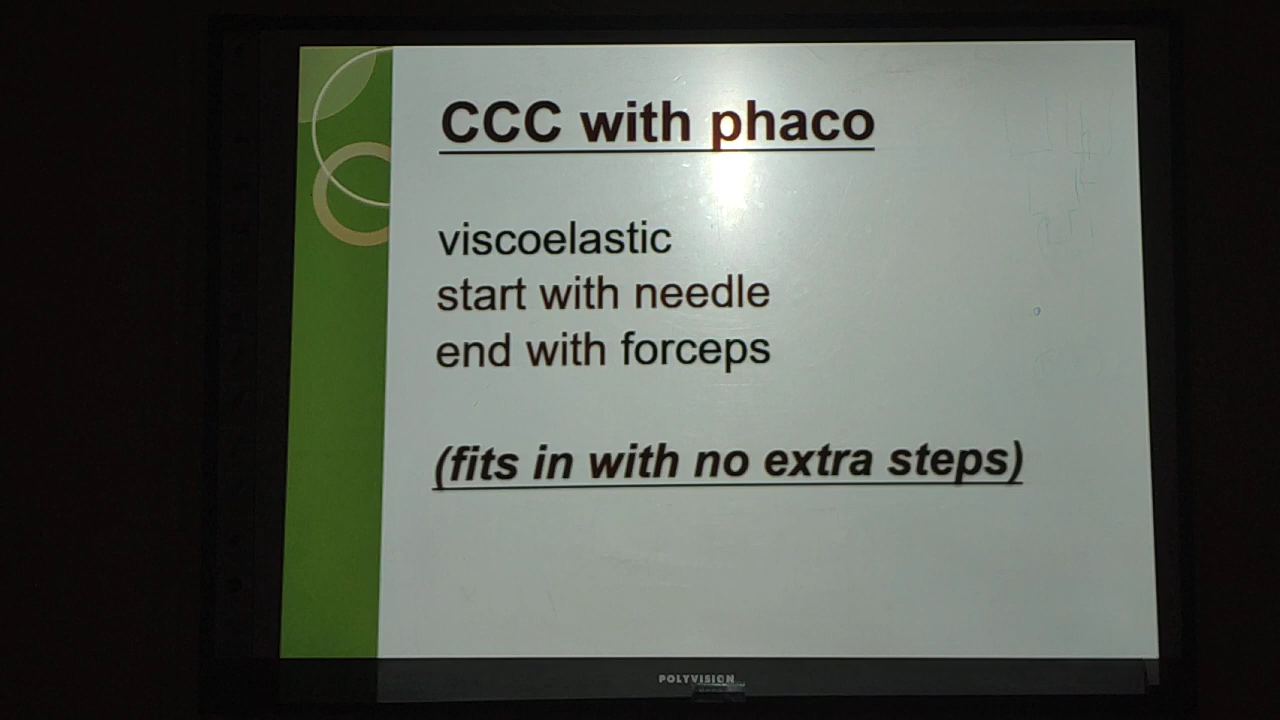 CCC with phaco
viscoelastic
start with needle
end with forceps
(fits in with no extra steps)
POLYVISION